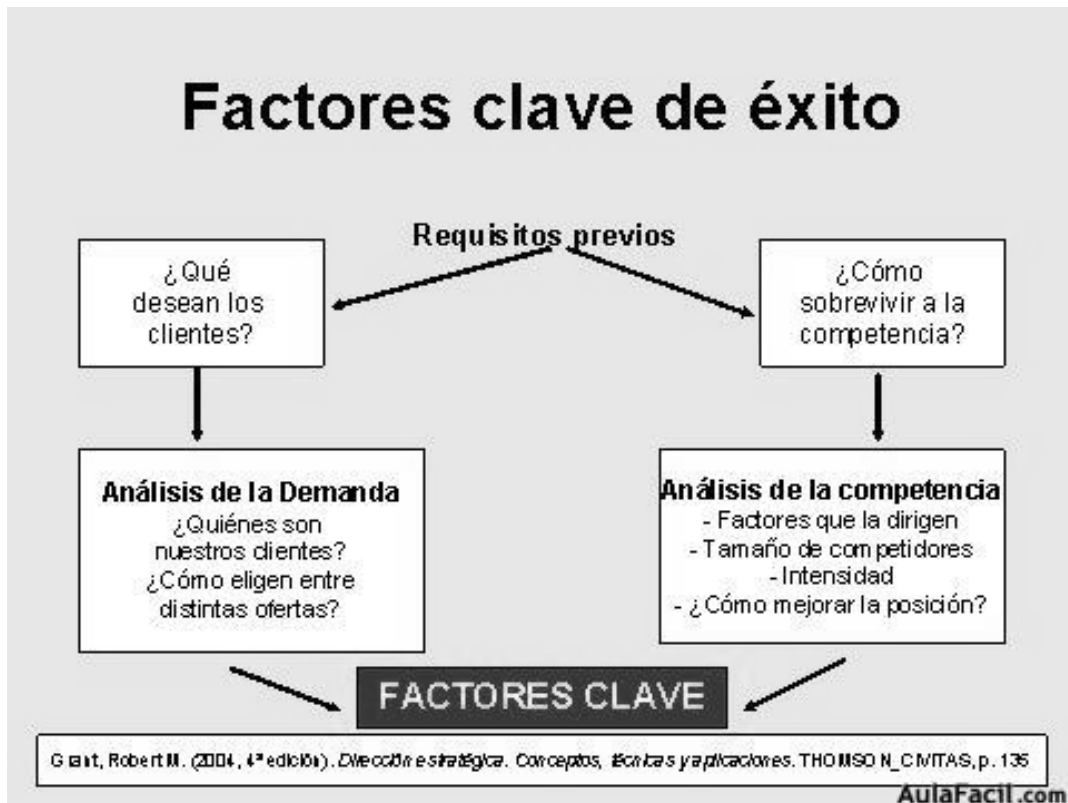 Factores clave de éxito
Requisitos previos
¿Qué
desean los
clientes?
¿Cómo
sobrevivir a la
competencia?
Análisis de la Demanda
¿Quiénes son
nuestros clientes?
¿Cómo eligen entre
distintas ofertas?
Análisis de la competencia
- Factores que la dirigen
- Tamaño de competidores
- Intensidad
- ¿Cómo mejorar la posición?
FACTORES CLAVE
Grant, Robert M. (2004, 4ª edición). Dirección estratégica. Conceptos, técnicas y aplicaciones. THOMSON_CIVITAS, p. 135
AulaFacil.com